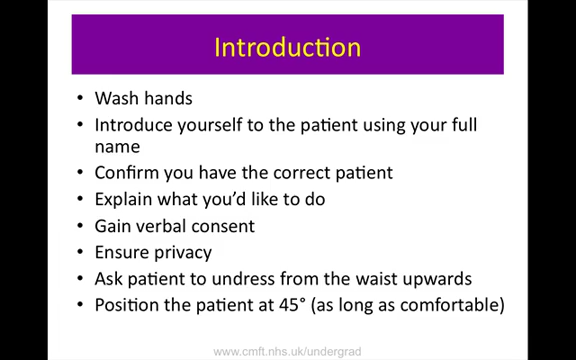 Introduction
• Wash hands
• Introduce yourself to the patient using your full
name
• Confirm you have the correct patient
• Explain what you'd like to do
• Gain verbal consent
• Ensure privacy
• Ask patient to undress from the waist upwards
• Position the patient at 45° (as long as comfortable)
www.cmft.nhs.uk/undergrad